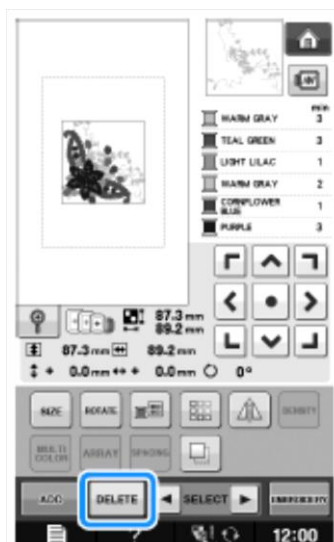 min
WARM GRAY 3
TEAL GREEN 3
LIGHT LILAC 1
WARM GRAY 2
CORNFLOWER BLUE 1
PURPLE 3
87.3 mm
89.2 mm
87.3 mm 89.2 mm
0.0 mm 0.0 mm 0°
SIZE ROTATE DENSITY
MULTI COLOR ARRAY SPACING
ADD DELETE SELECT EMBROIDERY
? 12:00